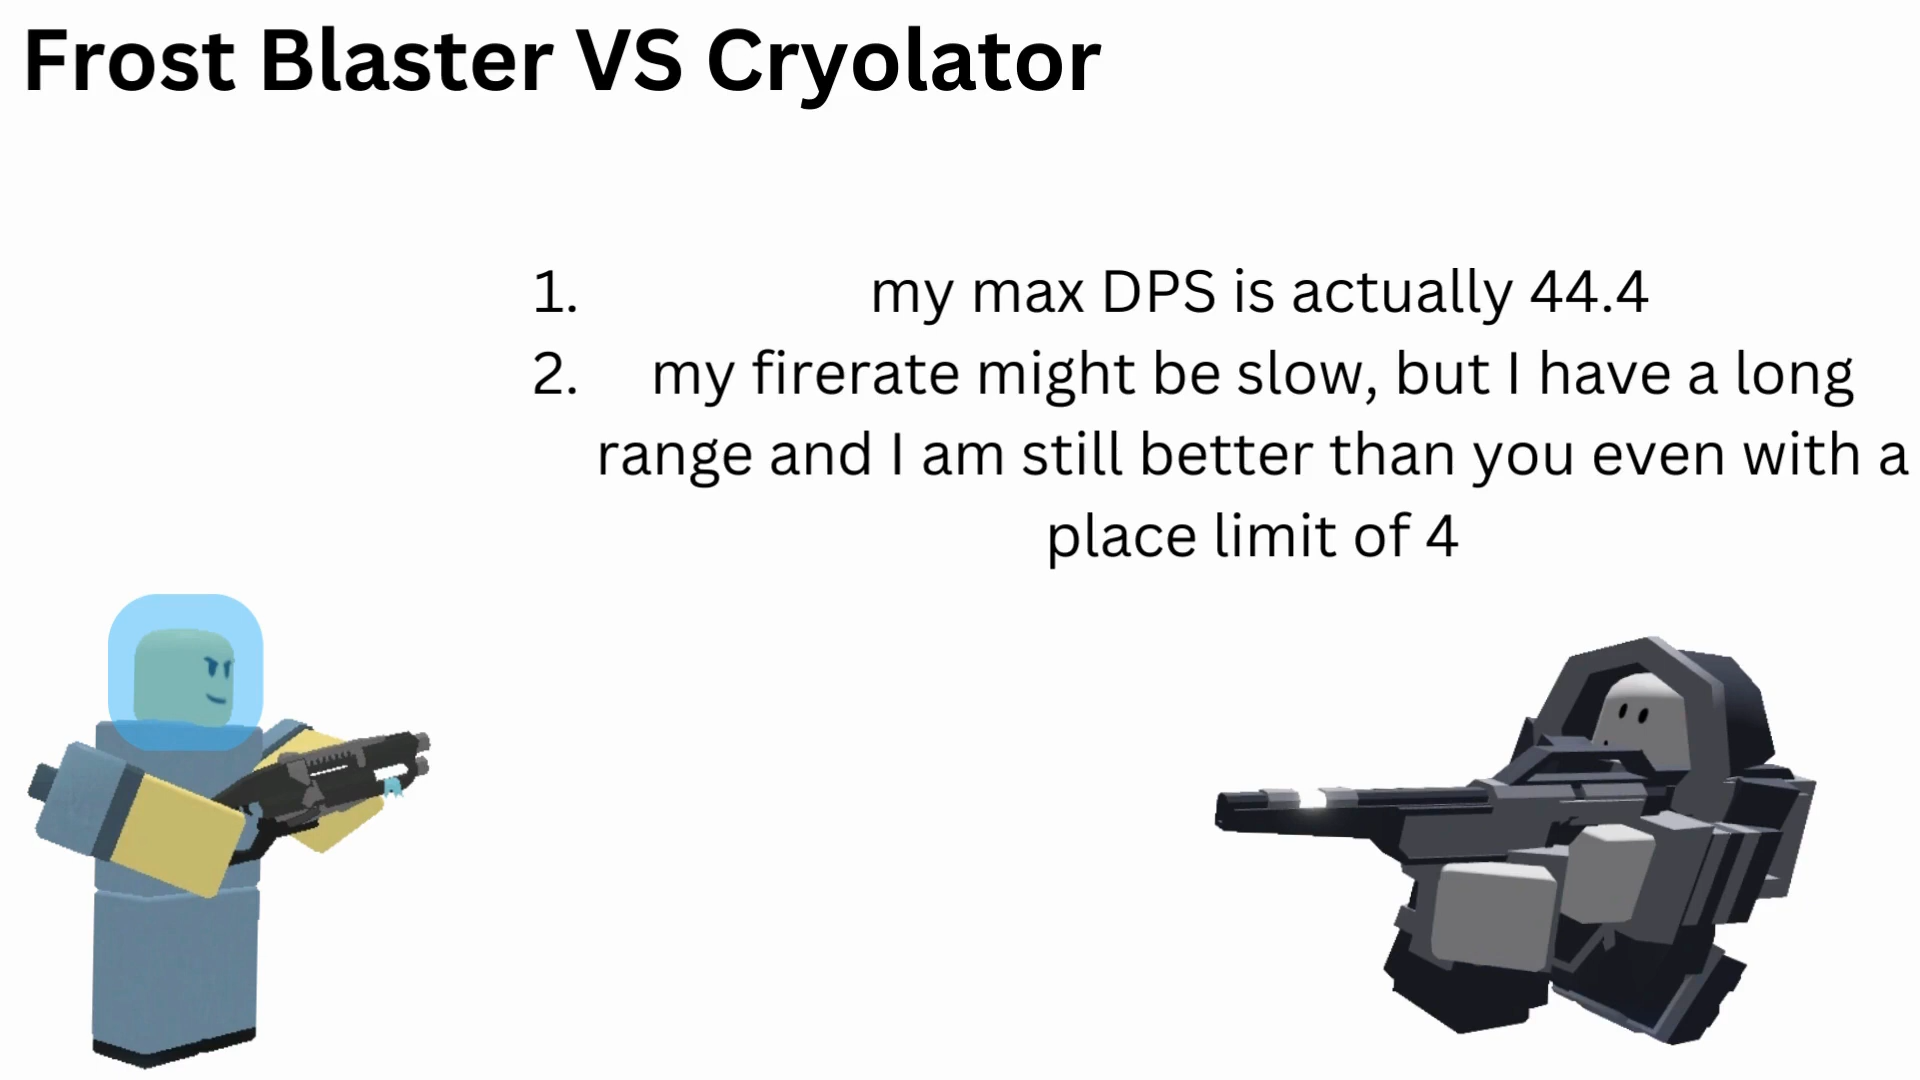 Frost Blaster VS Cryolator
1. my max DPS is actually 44.4
2. my firerate might be slow, but I have a long
range and I am still better than you even with a
place limit of 4